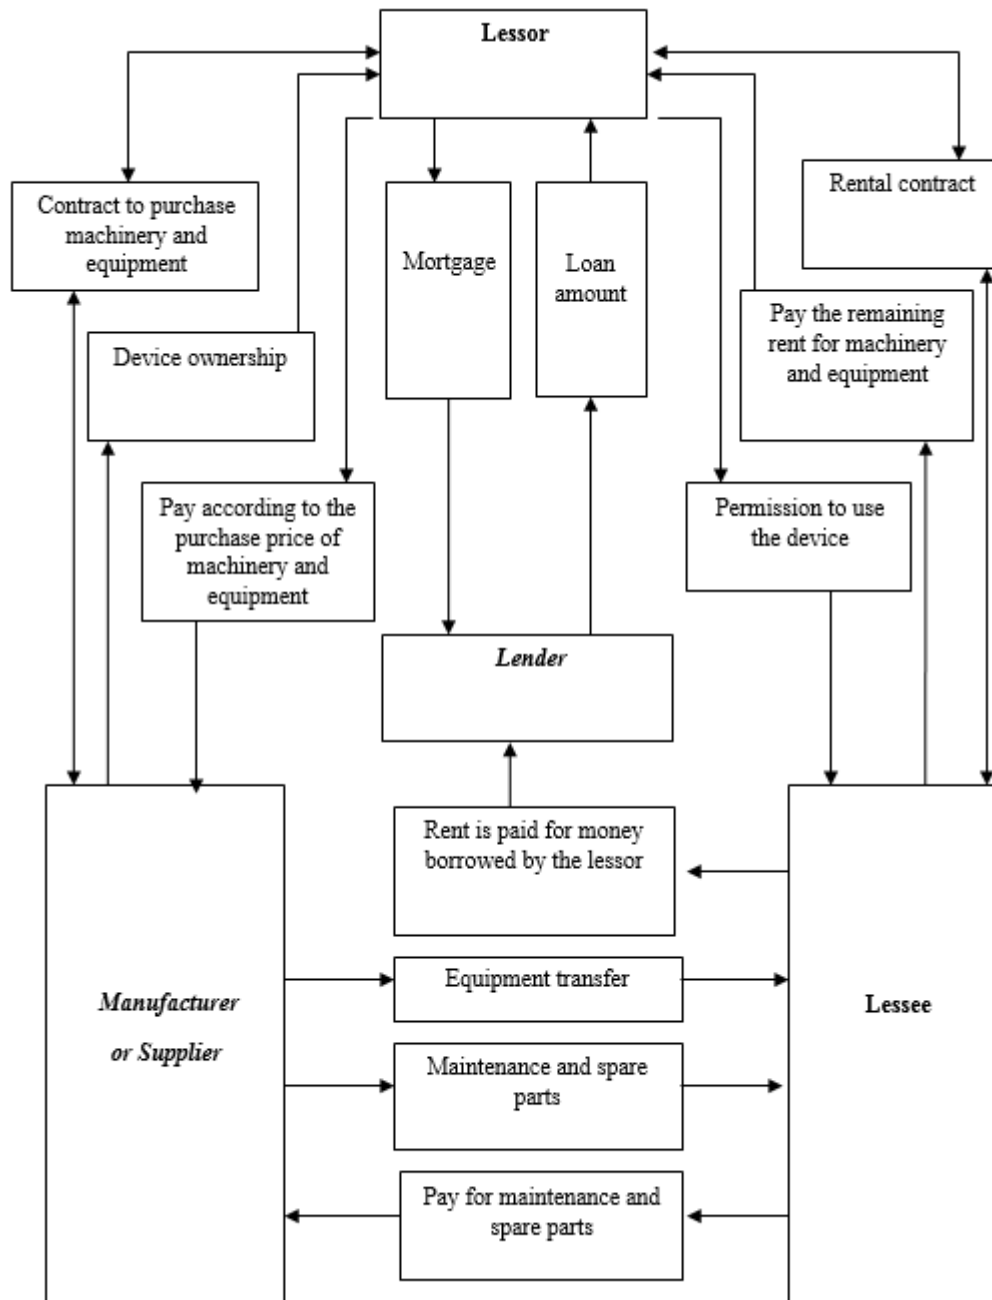 Lessor
Contract to purchase
machinery and
equipment
Rental contract
Mortgage
Loan
amount
Device ownership
Pay the remaining
rent for machinery
and equipment
Pay according to the
purchase price of
machinery and
equipment
Permission to use
the device
Lender
Rent is paid for money
borrowed by the lessor
Manufacturer
or Supplier
Equipment transfer
Lessee
Maintenance and spare
parts
Pay for maintenance and
spare parts